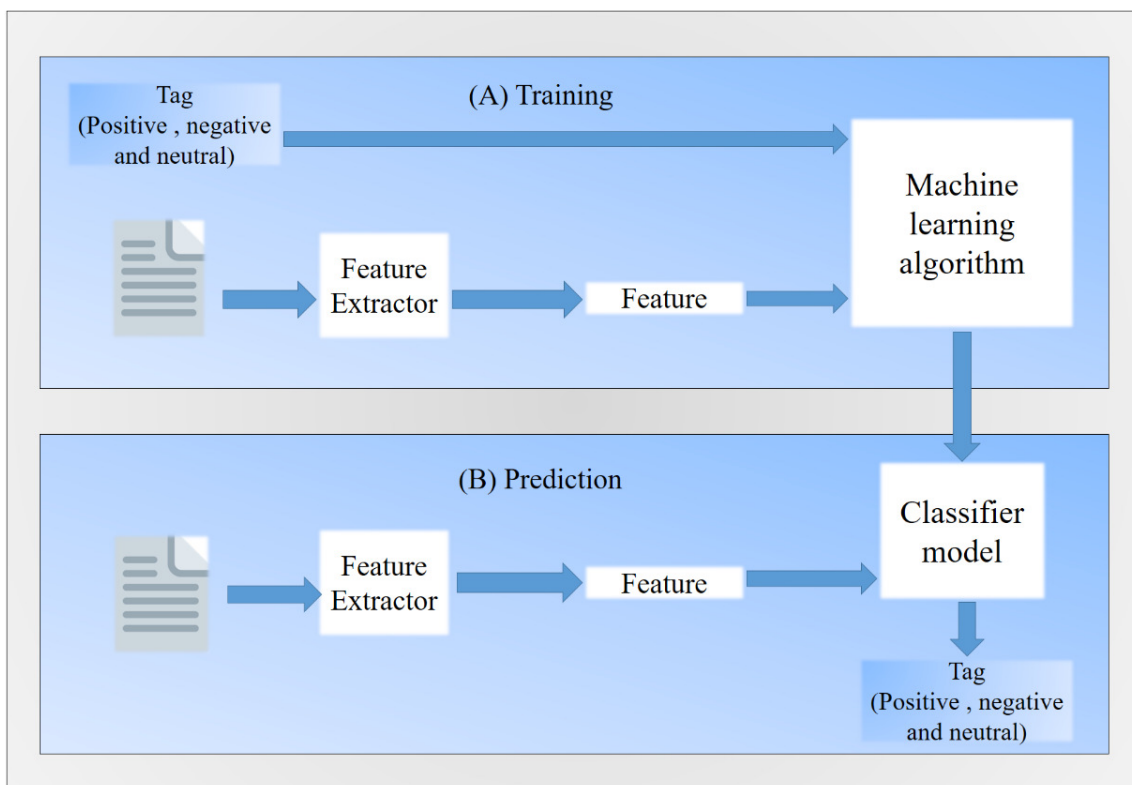 (A) Training
Tag
(Positive , negative
and neutral)
Machine
learning
algorithm
Feature
Extractor
Feature
(B) Prediction
Classifier
model
Feature
Extractor
Feature
Tag
(Positive , negative
and neutral)